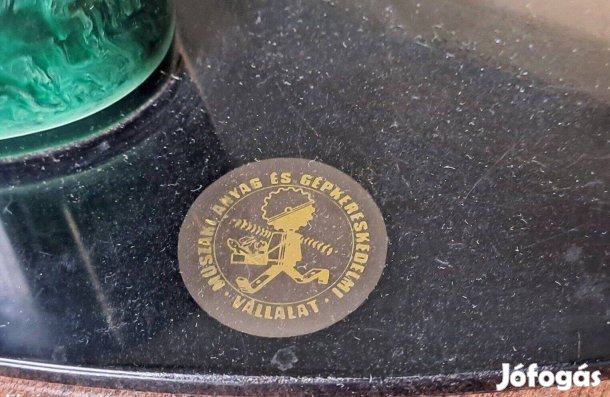 MŰSZAKI ANYAG ÉS GÉPKERESKEDELMI
• VÁLLALAT •
Jófogás